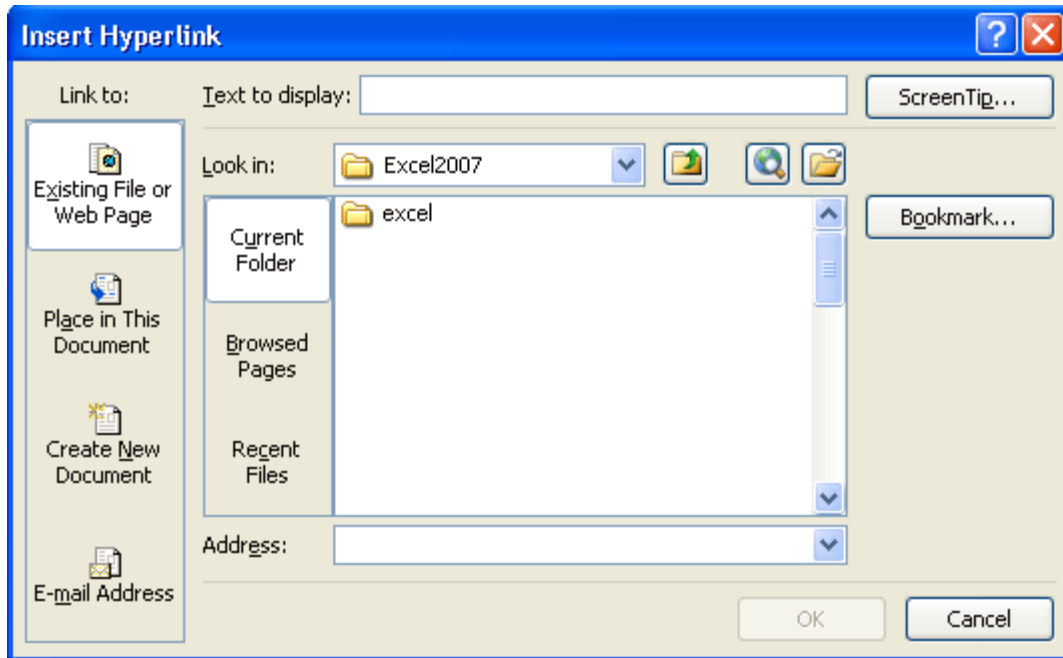 Insert Hyperlink
Link to:
Text to display:
ScreenTip...
Existing File or
Web Page
Look in:
Excel2007
Current
Folder
excel
Bookmark...
Place in This
Document
Browsed
Pages
Create New
Document
Recent
Files
Address:
E-mail Address
OK
Cancel